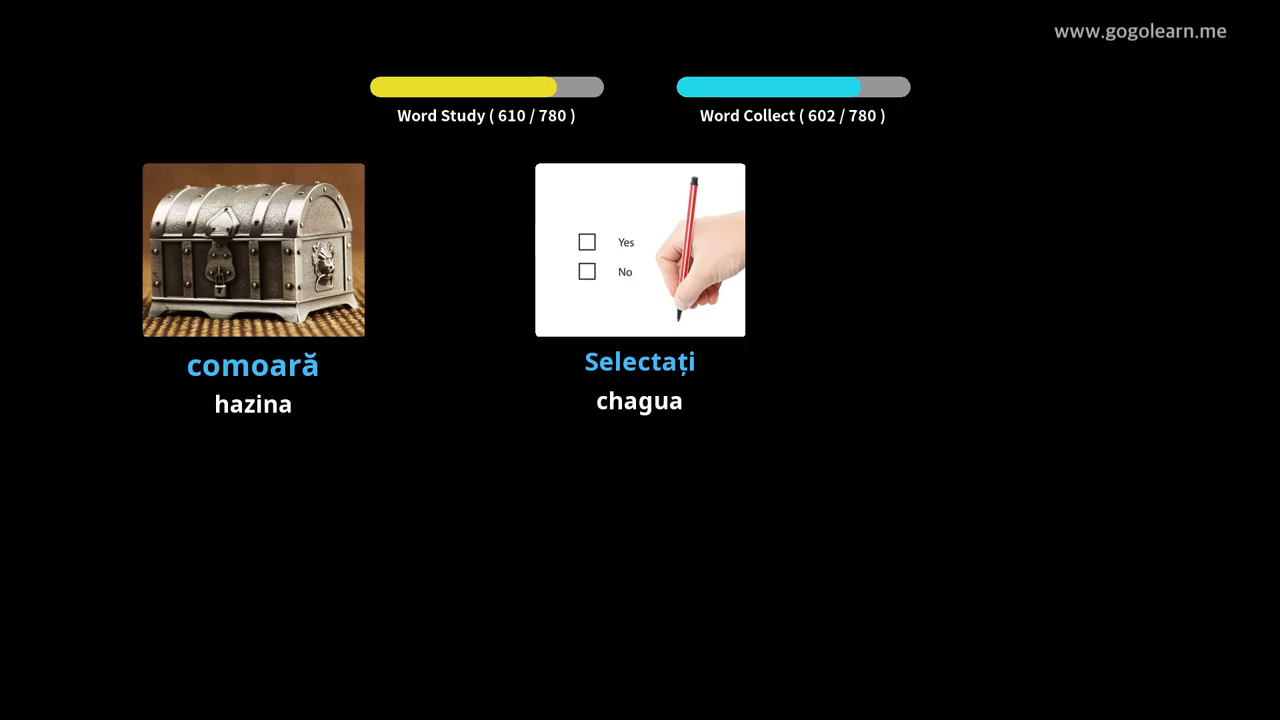 www.gogolearn.me
Word Study ( 610 / 780 )
Word Collect ( 602 / 780 )
Yes
No
comoară
hazina
Selectați
chagua